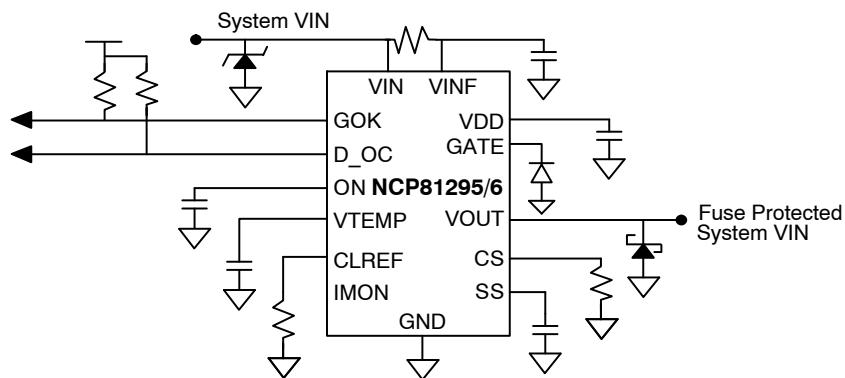 System VIN
VIN VINF
GOK VDD
D_OC GATE
ON NCP81295/6
VTEMP VOUT
Fuse Protected
System VIN
CLREF CS
IMON SS
GND